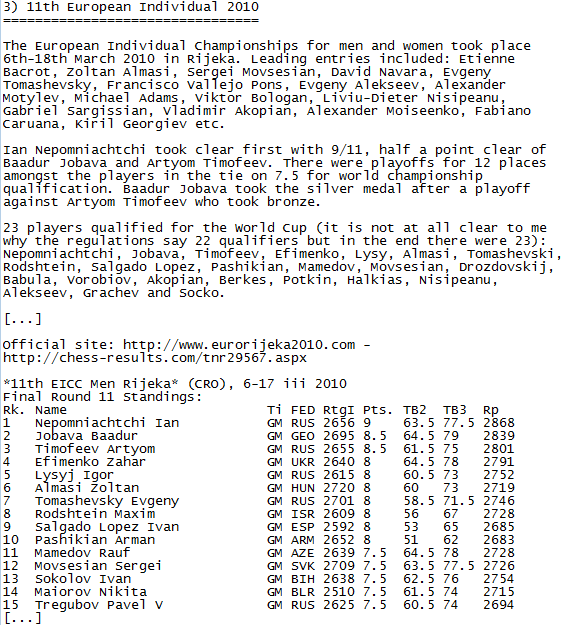 3) 11th European Individual 2010
================================
The European Individual Championships for men and women took place
6th-18th March 2010 in Rijeka. Leading entries included: Etienne
Bacrot, Zoltan Almasi, Sergei Movsesian, David Navara, Evgeny
Tomashevsky, Francisco Vallejo Pons, Evgeny Alekseev, Alexander
Motylev, Michael Adams, Viktor Bologan, Liviu-Dieter Nisipeanu,
Gabriel Sargissian, Vladimir Akopian, Alexander Moiseenko, Fabiano
Caruana, Kiril Georgiev etc.
Ian Nepomniachtchi took clear first with 9/11, half a point clear of
Baadur Jobava and Artyom Timofeev. There were playoffs for 12 places
amongst the players in the tie on 7.5 for world championship
qualification. Baadur Jobava took the silver medal after a playoff
against Artyom Timofeev who took bronze.
23 players qualified for the World Cup (it is not at all clear to me
why the regulations say 22 qualifiers but in the end there were 23):
Nepomniachtchi, Jobava, Timofeev, Efimenko, Lysy, Almasi, Tomashevski,
Rodshtein, Salgado Lopez, Pashikian, Mamedov, Movsesian, Drozdovskij,
Babula, Vorobiov, Akopian, Berkes, Potkin, Halkias, Nisipeanu,
Alekseev, Grachev and Socko.
[...]
Official site: http://www.eurorijeka2010.com -
http://chess-results.com/tnr29567.aspx
*11th EICC Men Rijeka* (CRO), 6-17 iii 2010
Final Round 11 Standings:
Rk. Name Ti FED RtgI Pts. TB2 TB3 Rp
1 Nepomniachtchi Ian GM RUS 2656 9 63.5 77.5 2868
2 Jobava Baadur GM GEO 2695 8.5 64.5 79 2839
3 Timofeev Artyom GM RUS 2655 8.5 61.5 75 2801
4 Efimenko Zahar GM UKR 2640 8 64.5 78 2791
5 Lysyj Igor GM RUS 2615 8 60.5 73 2752
6 Almasi Zoltan GM HUN 2720 8 60 73 2719
7 Tomashevsky Evgeny GM RUS 2701 8 58.5 71.5 2746
8 Rodshtein Maxim GM ISR 2609 8 56 67 2728
9 Salgado Lopez Ivan GM ESP 2592 8 53 65 2685
10 Pashikian Arman GM ARM 2652 8 51 62 2683
11 Mamedov Rauf GM AZE 2639 7.5 64.5 78 2728
12 Movsesian Sergei GM SVK 2709 7.5 63.5 77.5 2726
13 Sokolov Ivan GM BIH 2638 7.5 62.5 76 2754
14 Maiorov Nikita GM BLR 2510 7.5 61.5 74 2715
15 Tregubov Pavel V GM RUS 2625 7.5 60.5 74 2694
[...]